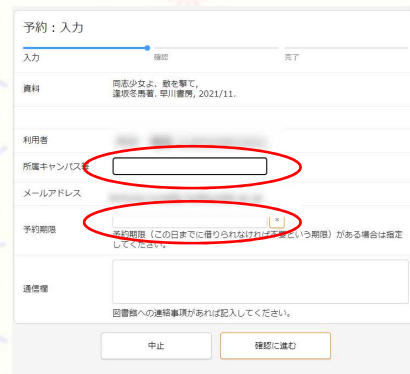 予約：入力
入力 確認 完了
資料 同志少女よ、敵を撃て,
逢坂冬馬著. 早川書房, 2021/11.
利用者
所属キャンパス等
メールアドレス
予約期限 予約期限（この日までに借りられなければ不要という期限）がある場合は指定
してください。
通信欄
図書館への連絡事項があれば記入してください。
中止 確認に進む